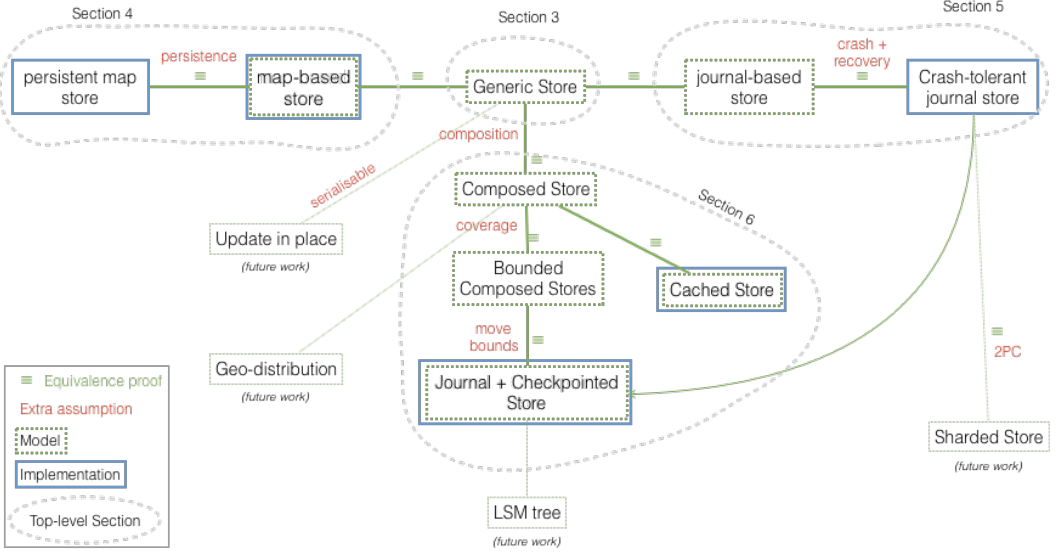 Section 4
Section 3
Section 5
persistence
≡
crash +
recovery
≡
persistent map
store
map-based
store
≡
Generic Store
≡
journal-based
store
Crash-tolerant
journal store
composition
≡
serialisable
Composed Store
Section 6
coverage
≡
≡
Update in place
(future work)
Bounded
Composed Stores
Cached Store
move
bounds
≡
≡
2PC
Geo-distribution
(future work)
Journal + Checkpointed
Store
≡ Equivalence proof
Extra assumption
Model
Implementation
Top-level Section
Sharded Store
(future work)
LSM tree
(future work)